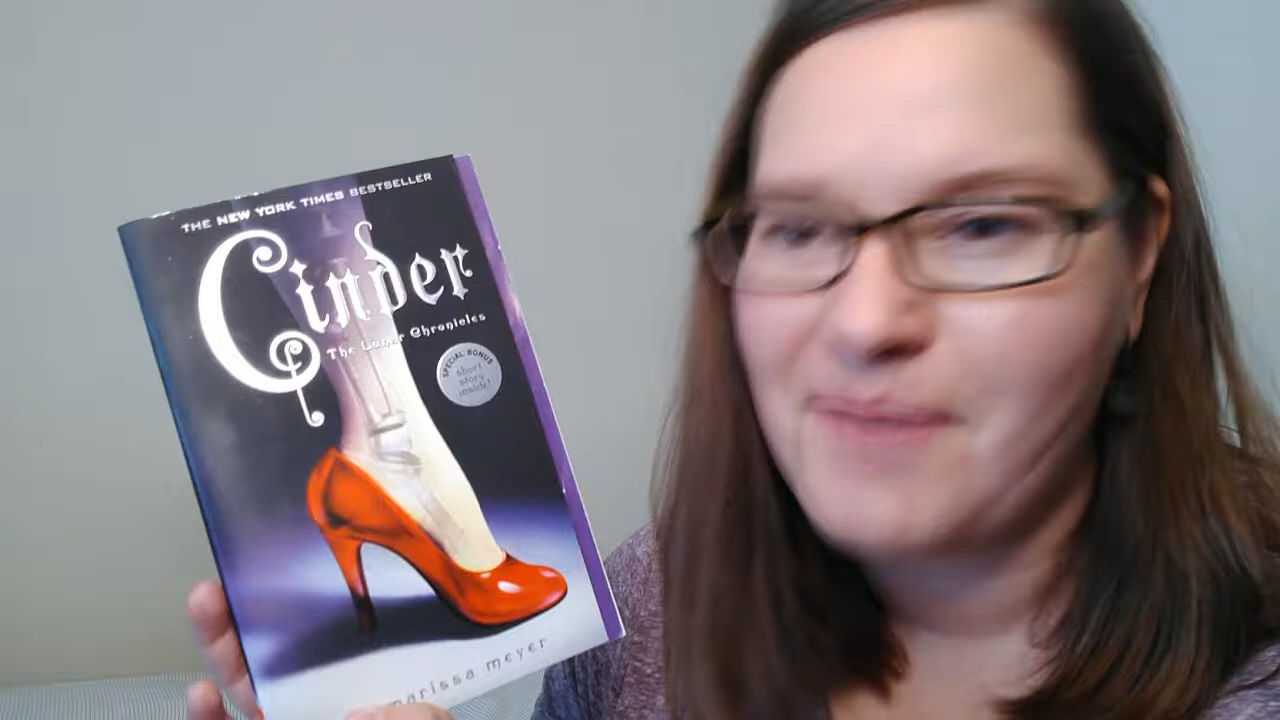 THE NEW YORK TIMES BESTSELLER
Cinder
The Lunar Chronicles
SPECIAL BONUS
short
story
inside!
marissa meyer